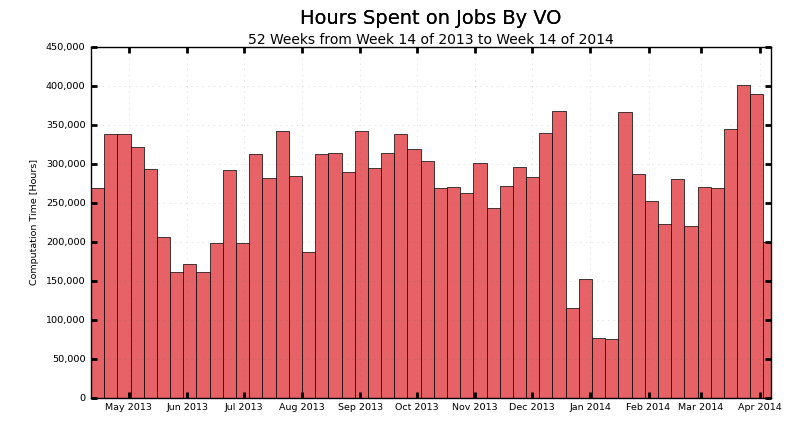 Hours Spent on Jobs By VO
52 Weeks from Week 14 of 2013 to Week 14 of 2014
450,000
400,000
350,000
300,000
250,000
200,000
150,000
100,000
50,000
0
Computation Time [Hours]
May 2013 Jun 2013 Jul 2013 Aug 2013 Sep 2013 Oct 2013 Nov 2013 Dec 2013 Jan 2014 Feb 2014 Mar 2014 Apr 2014